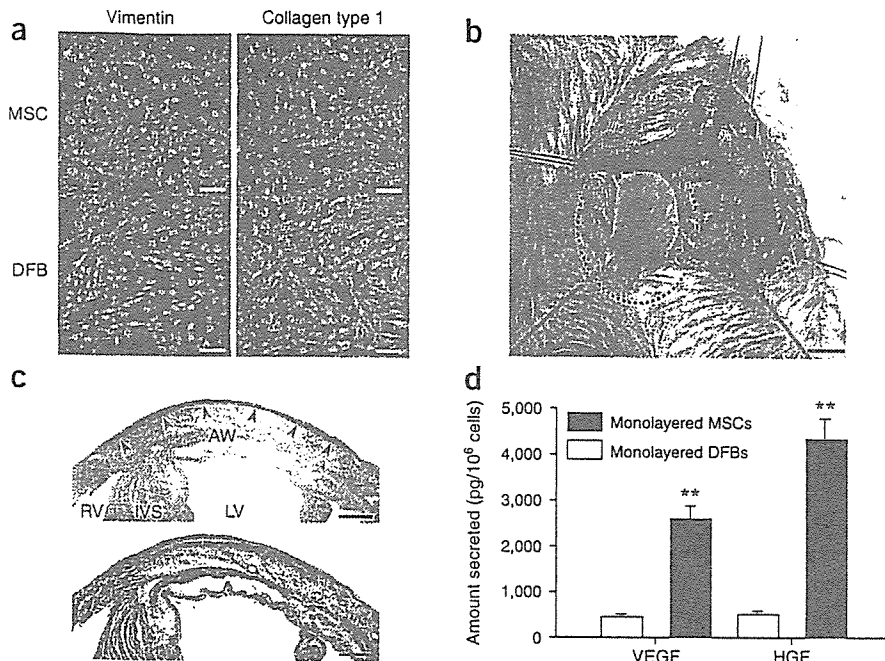 a
Vimentin
Collagen type 1
MSC
DFB
b
c
AW
RV
IVS
LV
d
Amount secreted (pg/10⁶ cells)
5,000
4,000
3,000
2,000
1,000
0
Monolayered MSCs
Monolayered DFBs
**
**
VEGF
HGF